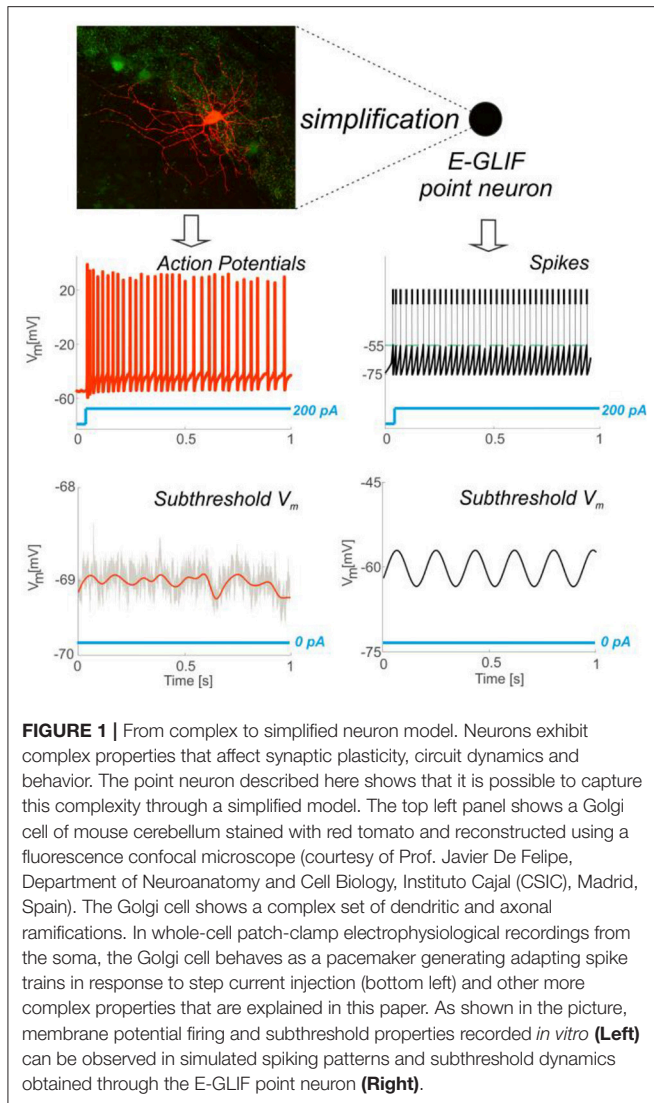 simplification
E-GLIF
point neuron
Action Potentials
Spikes
Vm[mV]
20
-20
-60
200 pA
0
0.5
1
-55
-75
200 pA
0
0.5
1
-68
Subthreshold Vm
Vm[mV]
-69
0 pA
-70
0
0.5
1
Time [s]
-45
Subthreshold Vm
Vm[mV]
-60
0 pA
-75
0
0.5
1
Time [s]
FIGURE 1 | From complex to simplified neuron model. Neurons exhibit
complex properties that affect synaptic plasticity, circuit dynamics and
behavior. The point neuron described here shows that it is possible to capture
this complexity through a simplified model. The top left panel shows a Golgi
cell of mouse cerebellum stained with red tomato and reconstructed using a
fluorescence confocal microscope (courtesy of Prof. Javier De Felipe,
Department of Neuroanatomy and Cell Biology, Instituto Cajal (CSIC), Madrid,
Spain). The Golgi cell shows a complex set of dendritic and axonal
ramifications. In whole-cell patch-clamp electrophysiological recordings from
the soma, the Golgi cell behaves as a pacemaker generating adapting spike
trains in response to step current injection (bottom left) and other more
complex properties that are explained in this paper. As shown in the picture,
membrane potential firing and subthreshold properties recorded in vitro (Left)
can be observed in simulated spiking patterns and subthreshold dynamics
obtained through the E-GLIF point neuron (Right).